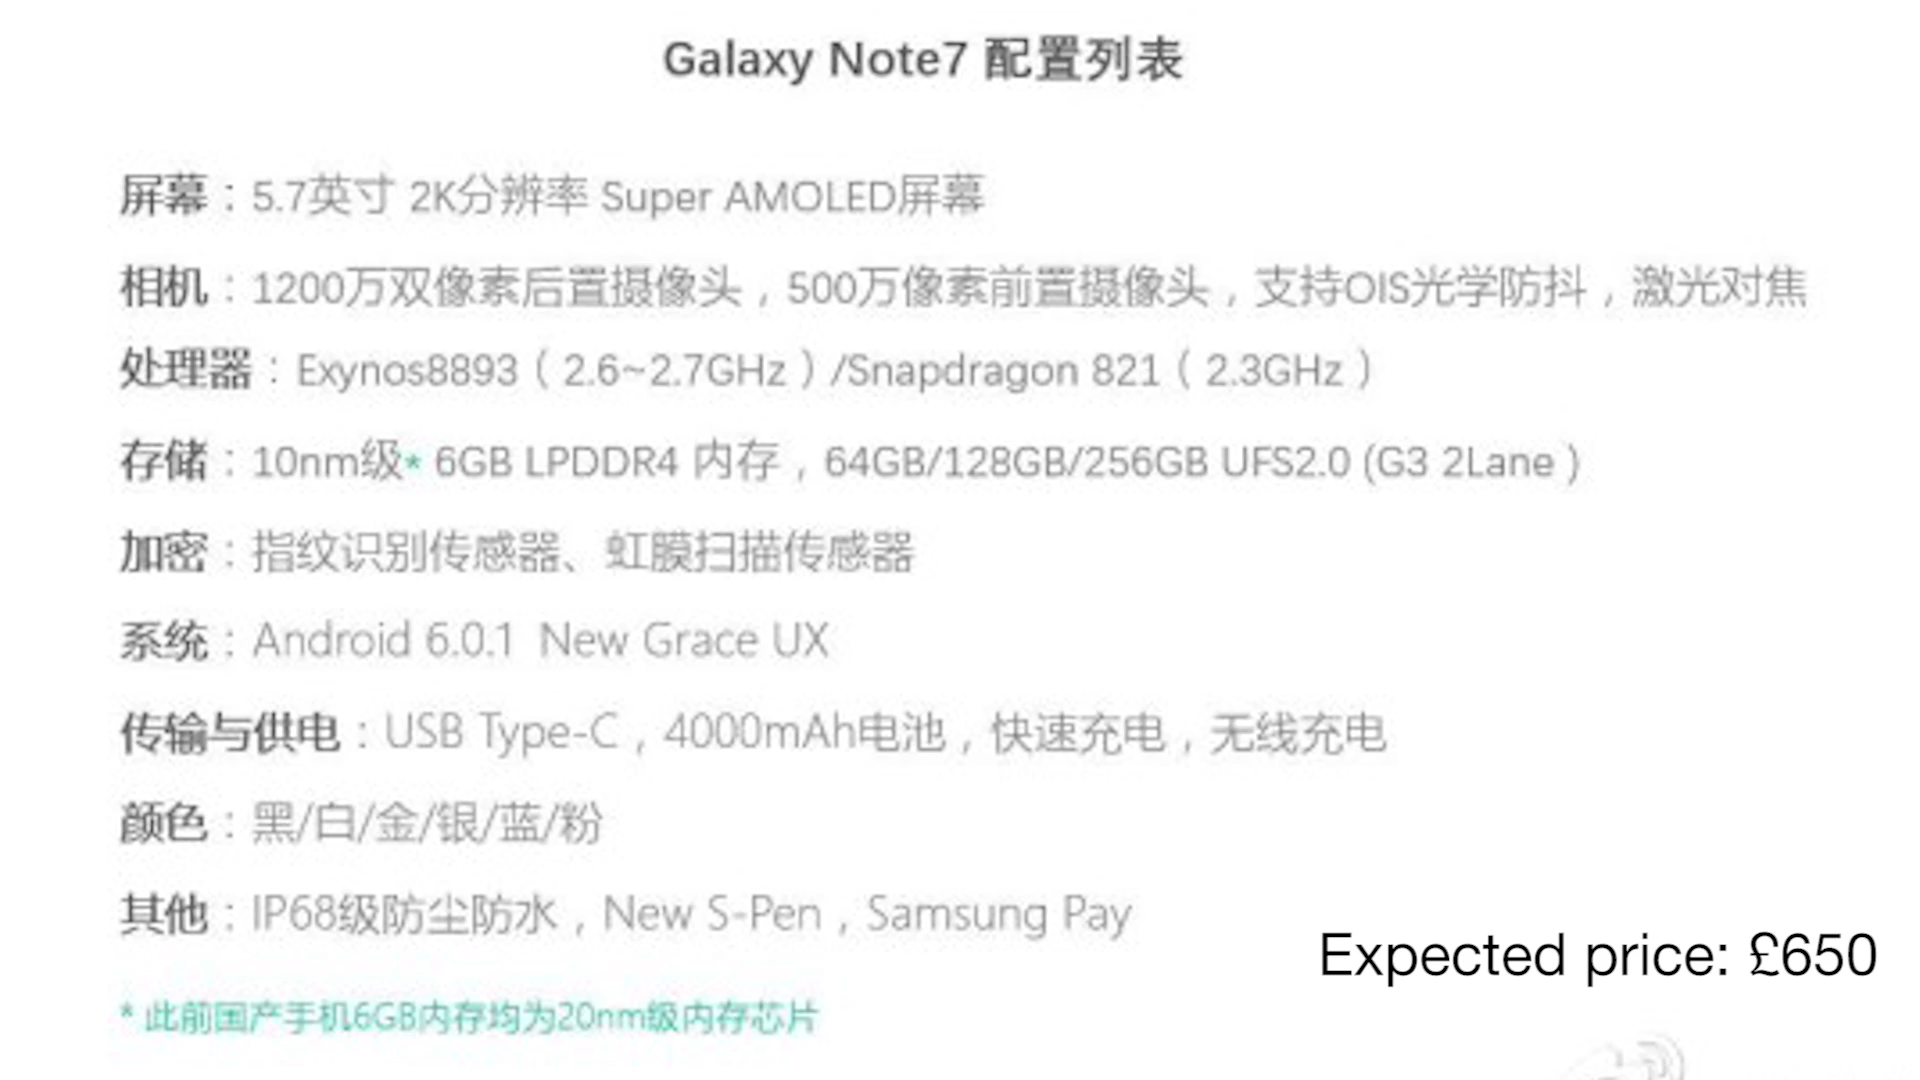 Galaxy Note7 配置列表
屏幕：5.7英寸 2K分辨率 Super AMOLED屏幕
相机：1200万双像素后置摄像头，500万像素前置摄像头，支持OIS光学防抖，激光对焦
处理器：Exynos8893（2.6~2.7GHz）/Snapdragon 821（2.3GHz）
存储：10nm级* 6GB LPDDR4 内存，64GB/128GB/256GB UFS2.0 (G3 2Lane）
加密：指纹识别传感器、虹膜扫描传感器
系统：Android 6.0.1 New Grace UX
传输与供电：USB Type-C，4000mAh电池，快速充电，无线充电
颜色：黑/白/金/银/蓝/粉
其他：IP68级防尘防水，New S-Pen，Samsung Pay
Expected price: £650
* 此前国产手机6GB内存均为20nm级内存芯片